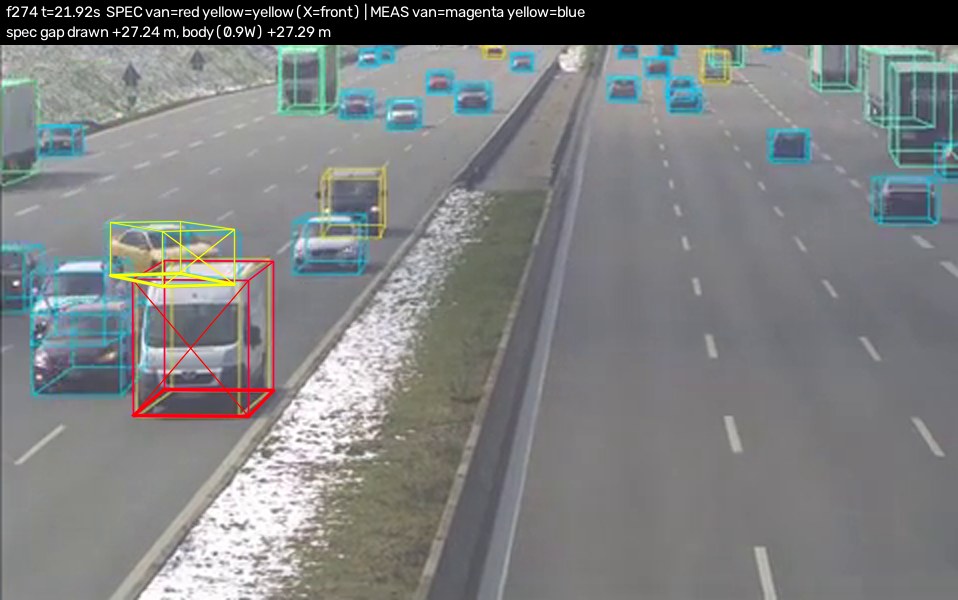 f274 t=21.92s SPEC van=red yellow=yellow (X=front) | MEAS van=magenta yellow=blue
spec gap drawn +27.24 m, body (0.9W) +27.29 m